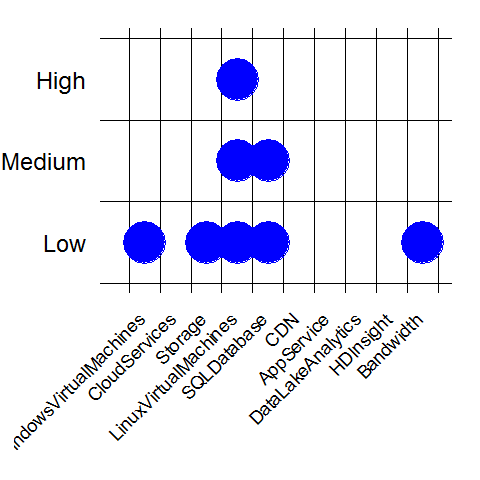 High
Medium
Low
ndowsVirtualMachines
CloudServices
Storage
LinuxVirtualMachines
SQLDatabase
CDN
AppService
DataLakeAnalytics
HDInsight
Bandwidth